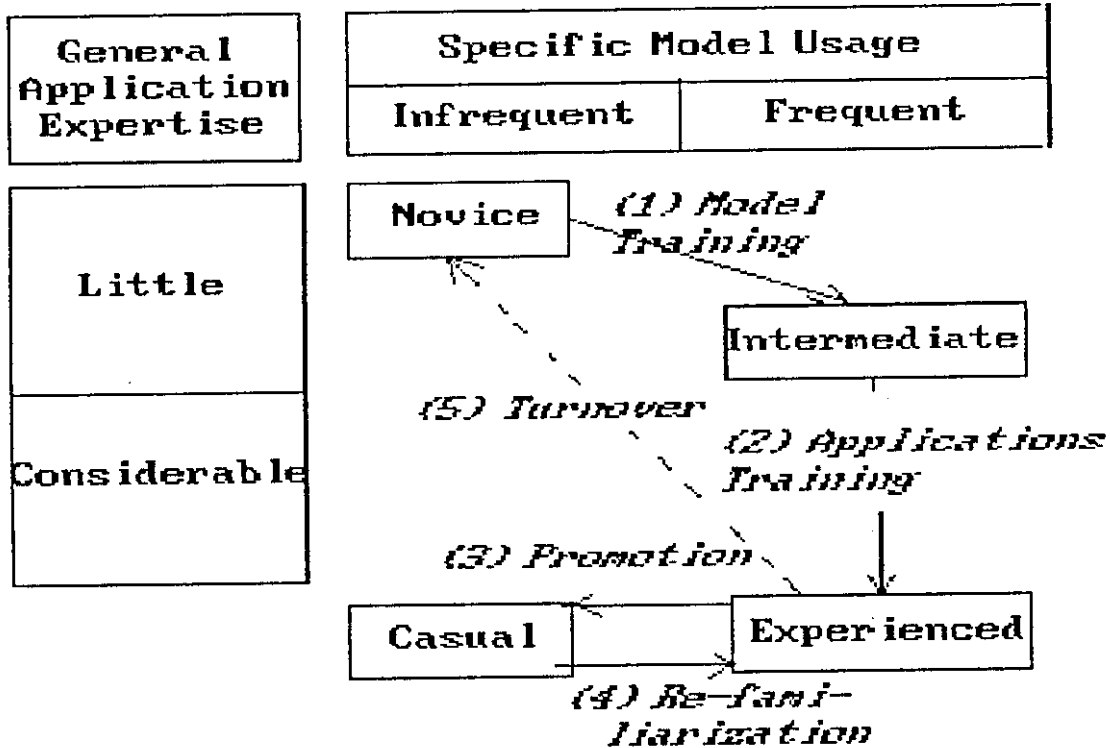 General
Application
Expertise
Specific Model Usage
Infrequent
Frequent
Little
Considerable
Novice
(1) Model
Training
Intermediate
(5) Turnover
(2) Applications
Training
(3) Promotion
Casual
Experienced
(4) Re-fami-
liarization